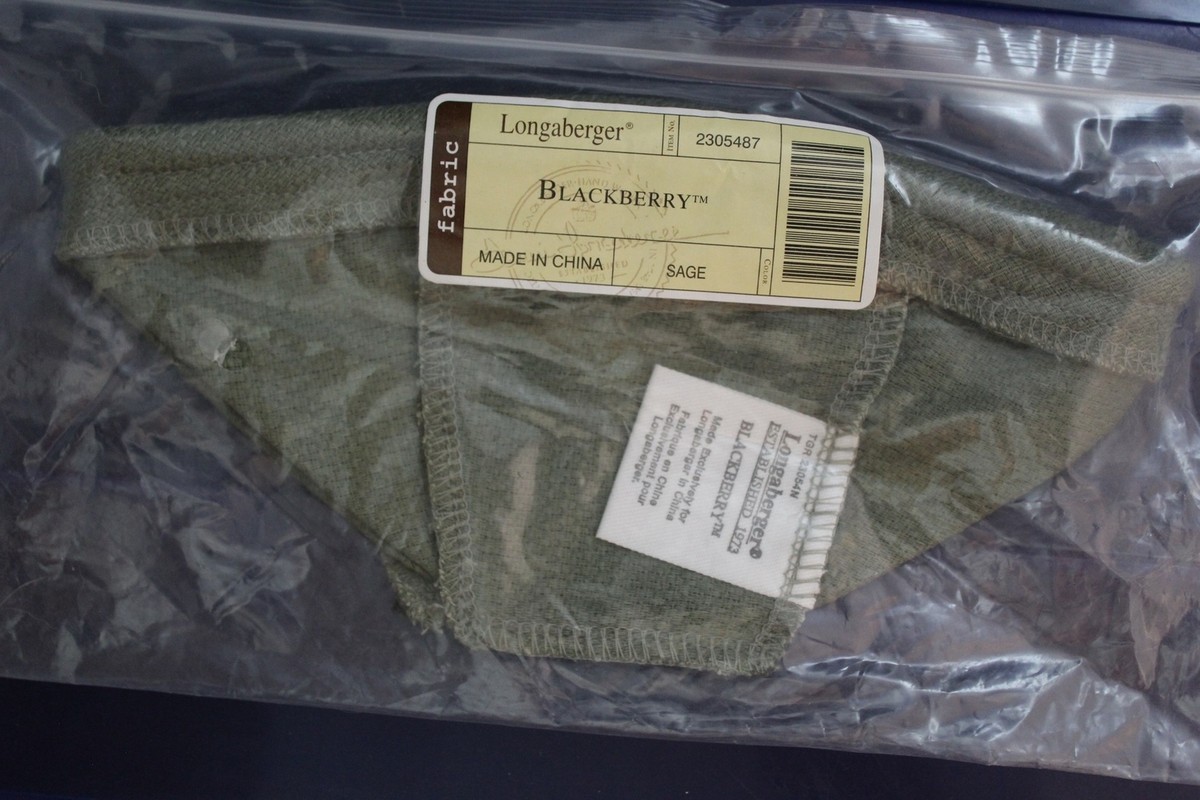 fabric
Longaberger®
Item No.
2305487
BLACKBERRY™
MADE IN CHINA
SAGE
COLOR
Longaberger®
ESTABLISHED 1973
BLACKBERRY™
Made Exclusively for
Longaberger in China
Fabriqué en Chine
Exclusivement pour
Longaberger.